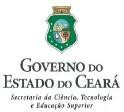 GOVERNO DO
ESTADO DO CEARÁ
Secretaria da Ciência, Tecnologia
e Educação Superior